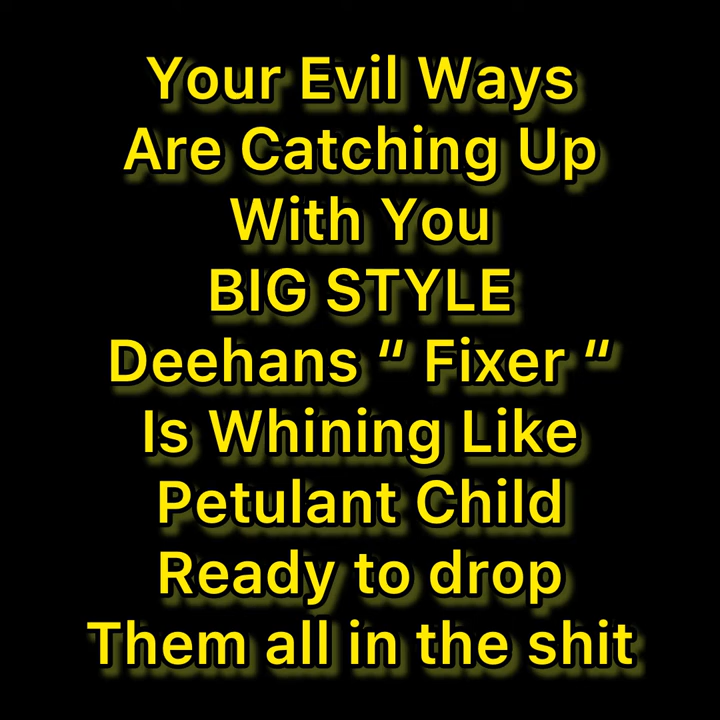 Your Evil Ways
Are Catching Up
With You
BIG STYLE
Deehans “ Fixer “
Is Whining Like
Petulant Child
Ready to drop
Them all in the shit